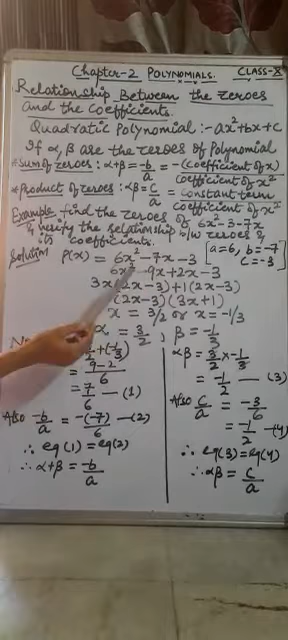 Chapter-2 POLYNOMIALS. CLASS-X
Relationship Between the zeroes
and the coefficients.
Quadratic Polynomial :- ax²+bx+c
If α, β are the zeroes of Polynomial
*Sum of zeroes: α+β = -b/a = -(coefficient of x)/coefficient of x²
*Product of zeroes: αβ = c/a = constant term/coefficient of x²
Example find the zeroes of 6x²-3-7x
& verify the relationship b/w zeroes &
its coefficients.
[a=6, b=-7 c=-3]
Solution P(x) = 6x²-7x-3
6x²-9x+2x-3
3x(2x-3)+1(2x-3)
(2x-3)(3x+1)
x = 3/2 or x = -1/3
α = 3/2 ; β = -1/3
/2 + (-1/3)
= 9-2/6
= 7/6 —(1)
Also -b/a = -(-7)/6 —(2)
∴ eq(1) = eq(2)
∴ α+β = -b/a
αβ = 3/2 x -1/3
= -1/2 —(3)
Also c/a = -3/6
= -1/2 —(4)
∴ eq(3) = eq(4)
∴ αβ = c/a